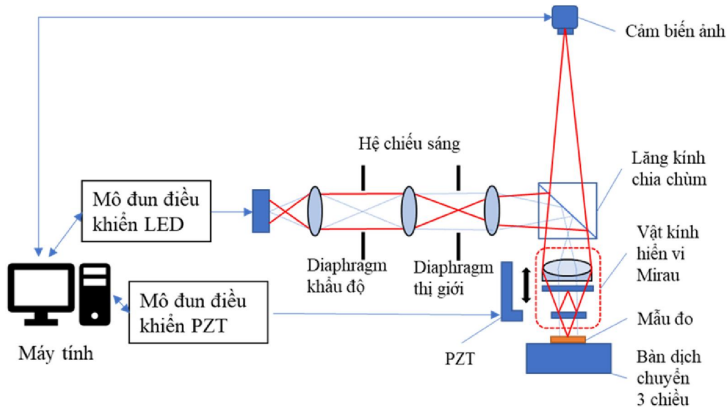 Cảm biến ảnh
Hệ chiếu sáng
Lăng kính
chia chùm
Mô đun điều
khiển LED
Diaphragm
khẩu độ
Diaphragm
thị giới
Vật kính
hiển vi
Mirau
Mô đun điều
khiển PZT
Mẫu đo
Máy tính
PZT
Bàn dịch
chuyển
3 chiều